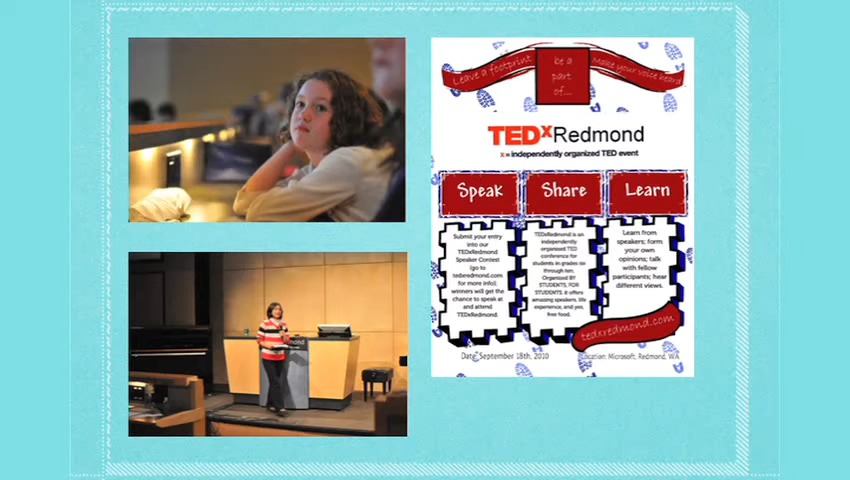 Leave a footprint
be a
part
of...
Make your voice heard
TEDxRedmond
x = independently organized TED event
Speak
Share
Learn
Submit your entry
into our
TEDxRedmond
Speaker Contest
(go to
tedxredmond.com
for more info);
winners will get the
chance to speak at
and attend
TEDxRedmond.
TEDxRedmond is an
independently
organized TED
conference for
students in grades six
through ten.
Organized BY
STUDENTS, FOR
STUDENTS. It offers
amazing speakers, life
experience, and yes,
free food.
Learn from
speakers; form
your own
opinions; talk
with fellow
participants; hear
different views.
tedxredmond.com
Date: September 18th, 2010
Location: Microsoft, Redmond, WA